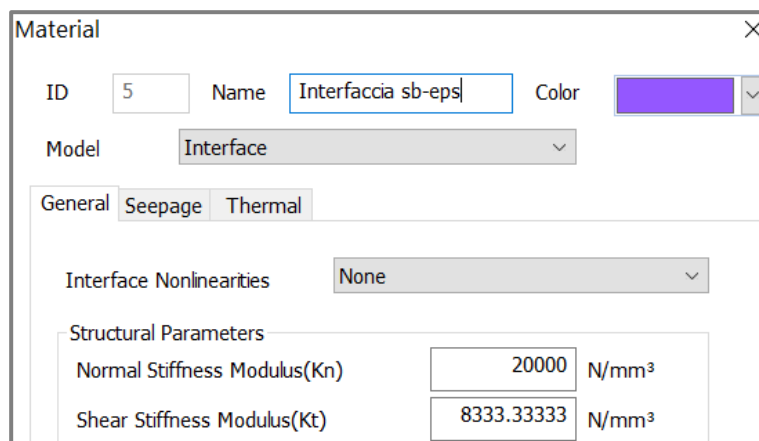 Material
ID 5 Name Interfaccia sb-eps Color
Model Interface
General Seepage Thermal
Interface Nonlinearities None
Structural Parameters
Normal Stiffness Modulus(Kn) 20000 N/mm³
Shear Stiffness Modulus(Kt) 8333.33333 N/mm³